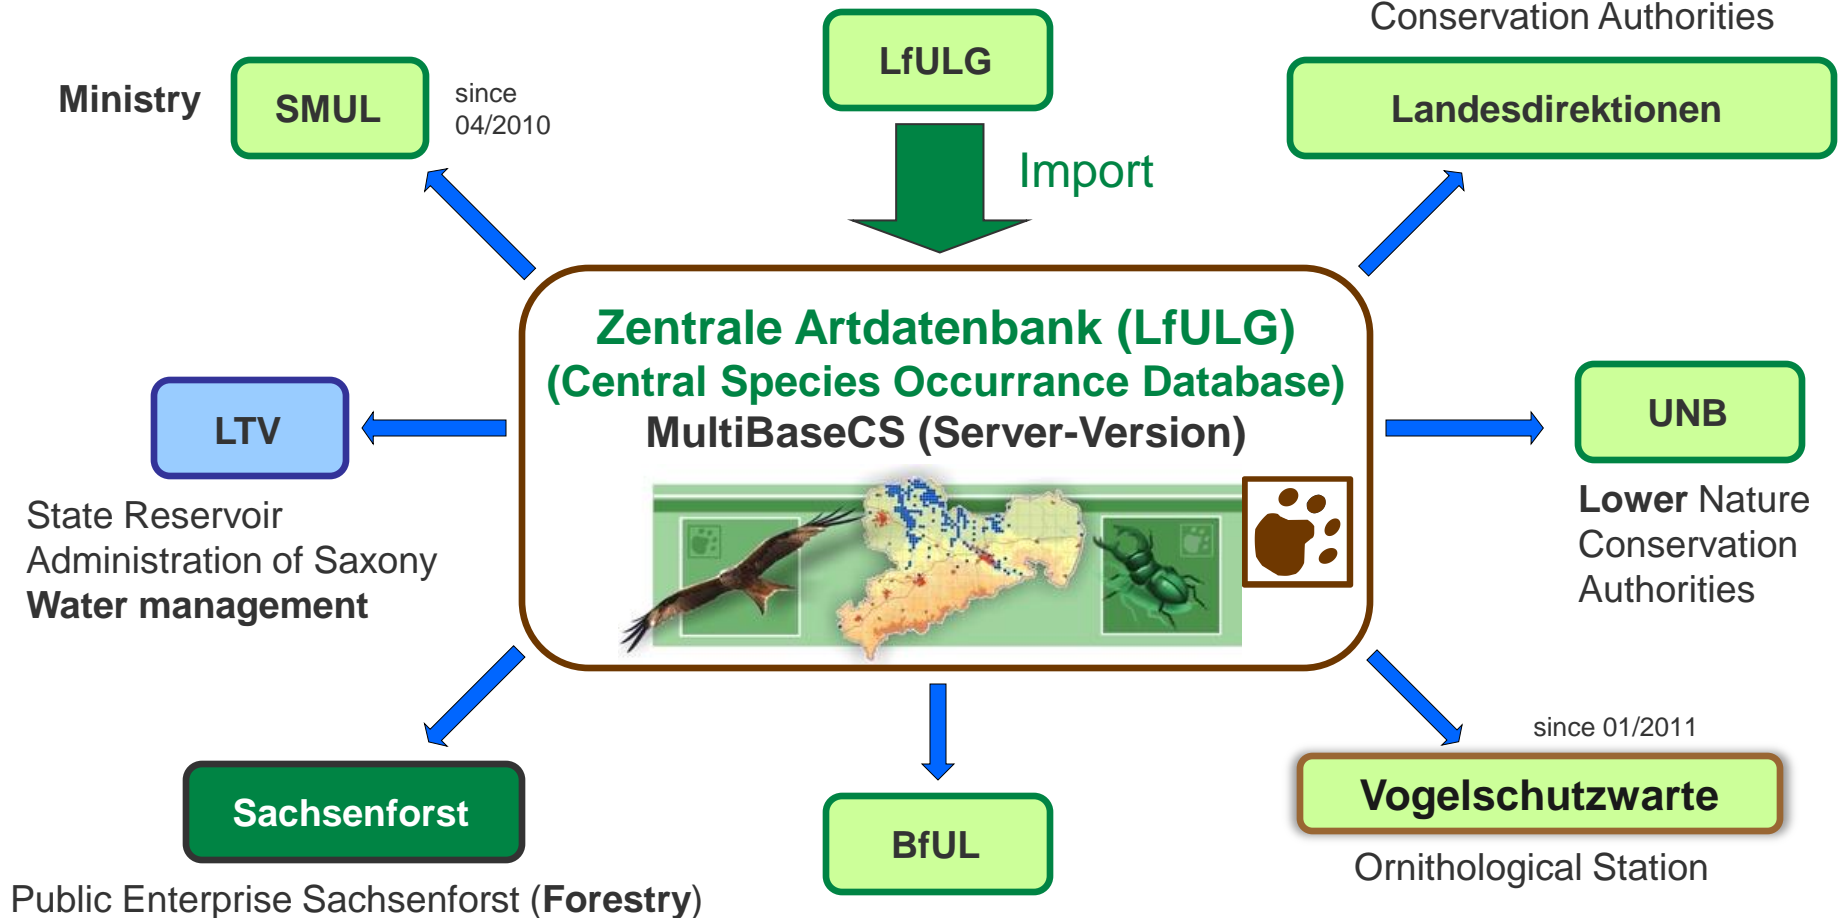 Conservation Authorities
LfULG
Ministry
SMUL
since
04/2010
Landesdirektionen
Import
Zentrale Artdatenbank (LfULG)
(Central Species Occurrance Database)
MultiBaseCS (Server-Version)
LTV
UNB
State Reservoir
Administration of Saxony
Water management
Lower Nature
Conservation
Authorities
since 01/2011
Sachsenforst
BfUL
Vogelschutzwarte
Ornithological Station
Public Enterprise Sachsenforst (Forestry)